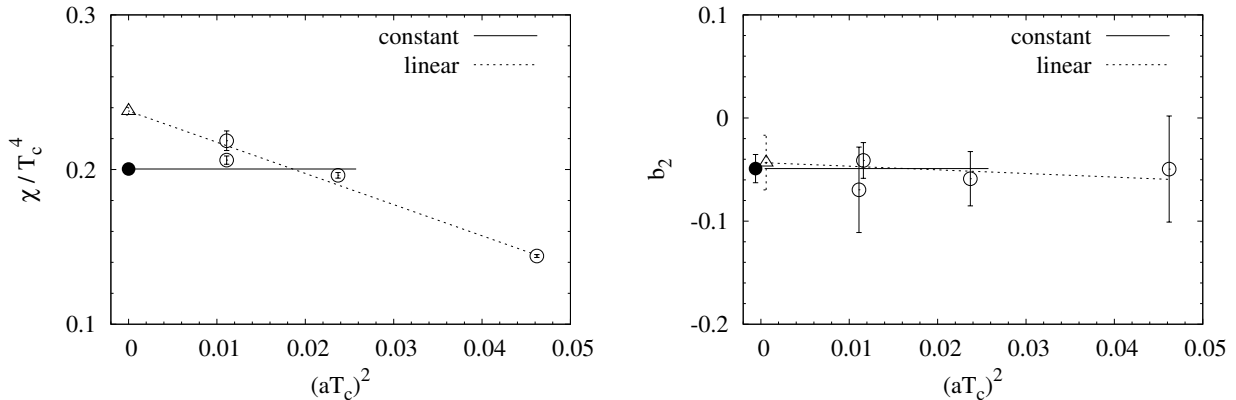 0.3
constant
linear
χ / T_c^4
0.2
0.1
0 0.01 0.02 0.03 0.04 0.05
(aT_c)^2
0.1
constant
linear
0
b_2
-0.1
-0.2
0 0.01 0.02 0.03 0.04 0.05
(aT_c)^2